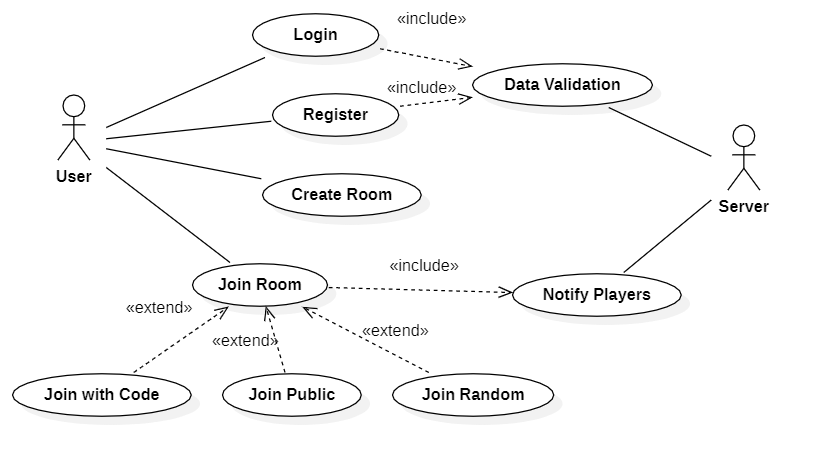 «include»
Login
«include»
Data Validation
Register
User
Create Room
Server
«include»
Join Room
Notify Players
«extend»
«extend»
«extend»
Join with Code
Join Public
Join Random